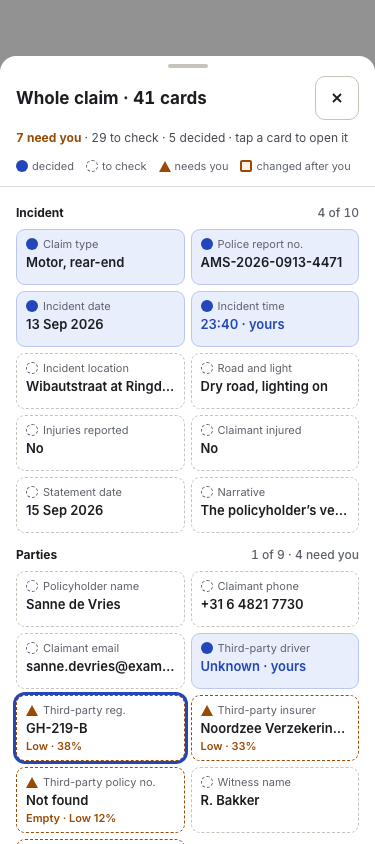 Whole claim · 41 cards
×
7 need you · 29 to check · 5 decided · tap a card to open it
decided to check needs you changed after you
Incident 4 of 10
Claim type Police report no.
Motor, rear-end AMS-2026-0913-4471
Incident date Incident time
13 Sep 2026 23:40 · yours
Incident location Road and light
Wibautstraat at Ringd... Dry road, lighting on
Injuries reported Claimant injured
No No
Statement date Narrative
15 Sep 2026 The policyholder's ve...
Parties 1 of 9 · 4 need you
Policyholder name Claimant phone
Sanne de Vries +31 6 4821 7730
Claimant email Third-party driver
sanne.devries@exam... Unknown · yours
Third-party reg. Third-party insurer
GH-219-B Noordzee Verzekerin...
Low · 38% Low · 33%
Third-party policy no. Witness name
Not found R. Bakker
Empty · Low 12%